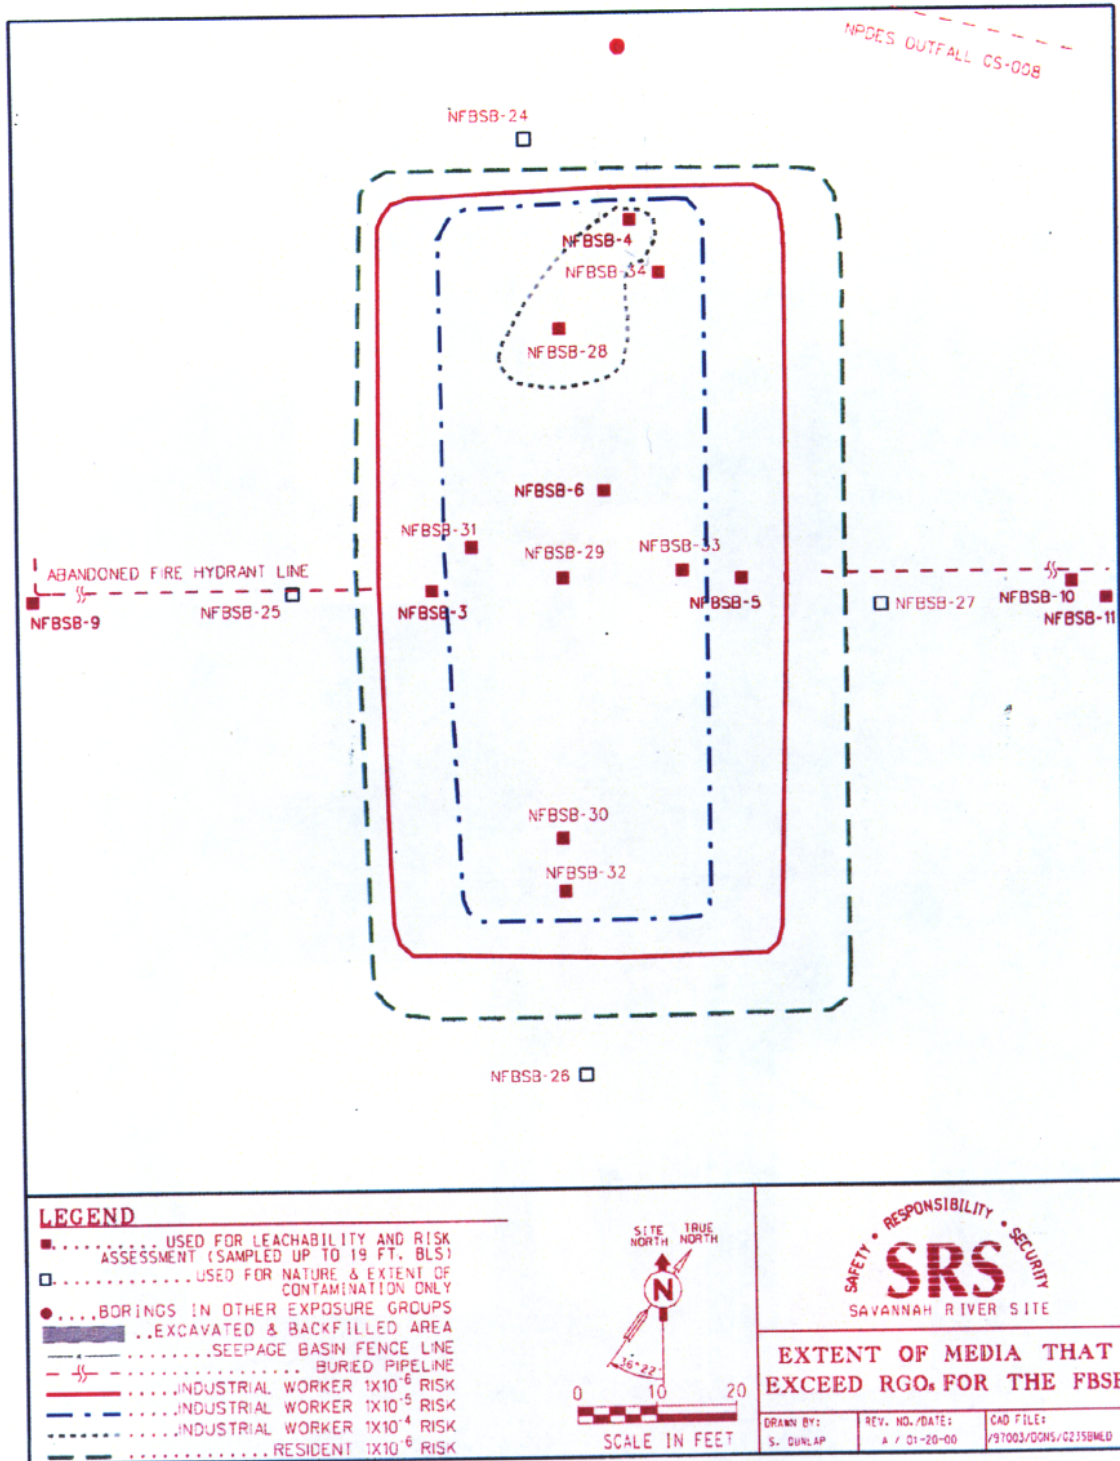 NPDES OUTFALL CS-008
NFBSB-24
NFBSB-4
NFBSB-34
NFBSB-28
NFBSB-6
NFBSB-31
NFBSB-29
NFBSB-33
ABANDONED FIRE HYDRANT LINE
NFBSB-9
NFBSB-25
NFBSB-3
NFBSB-5
NFBSB-27
NFBSB-10
NFBSB-11
NFBSB-30
NFBSB-32
NFBSB-26
LEGEND
.......... USED FOR LEACHABILITY AND RISK
ASSESSMENT (SAMPLED UP TO 19 FT. BLS)
.............. USED FOR NATURE & EXTENT OF
CONTAMINATION ONLY
.... BORINGS IN OTHER EXPOSURE GROUPS
.. EXCAVATED & BACKFILLED AREA
........ SEEPAGE BASIN FENCE LINE
................ BURIED PIPELINE
..... INDUSTRIAL WORKER 1X10⁻⁶ RISK
..... INDUSTRIAL WORKER 1X10⁻⁵ RISK
..... INDUSTRIAL WORKER 1X10⁻⁴ RISK
............ RESIDENT 1X10⁻⁶ RISK
SITE NORTH
TRUE NORTH
N
36°22'
0 10 20
SCALE IN FEET
SAFETY • RESPONSIBILITY • SECURITY
SRS
SAVANNAH RIVER SITE
EXTENT OF MEDIA THAT
EXCEED RGOs FOR THE FBSB
DRAWN BY:
S. DUNLAP
REV. NO./DATE:
A / 01-20-00
CAD FILE: